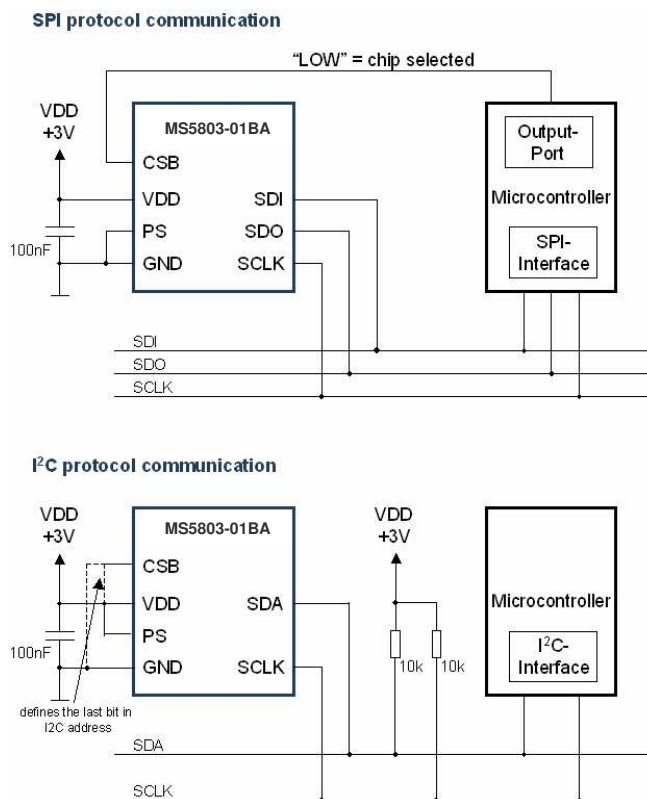 SPI protocol communication
"LOW" = chip selected
VDD
+3V
MS5803-01BA
CSB
VDD
PS
GND
SDI
SDO
SCLK
100nF
Output-
Port
Microcontroller
SPI-
Interface
SDI
SDO
SCLK
I²C protocol communication
VDD
+3V
MS5803-01BA
CSB
VDD
PS
GND
SDA
SCLK
100nF
defines the last bit in
I2C address
VDD
+3V
10k
10k
Microcontroller
I²C-
Interface
SDA
SCLK